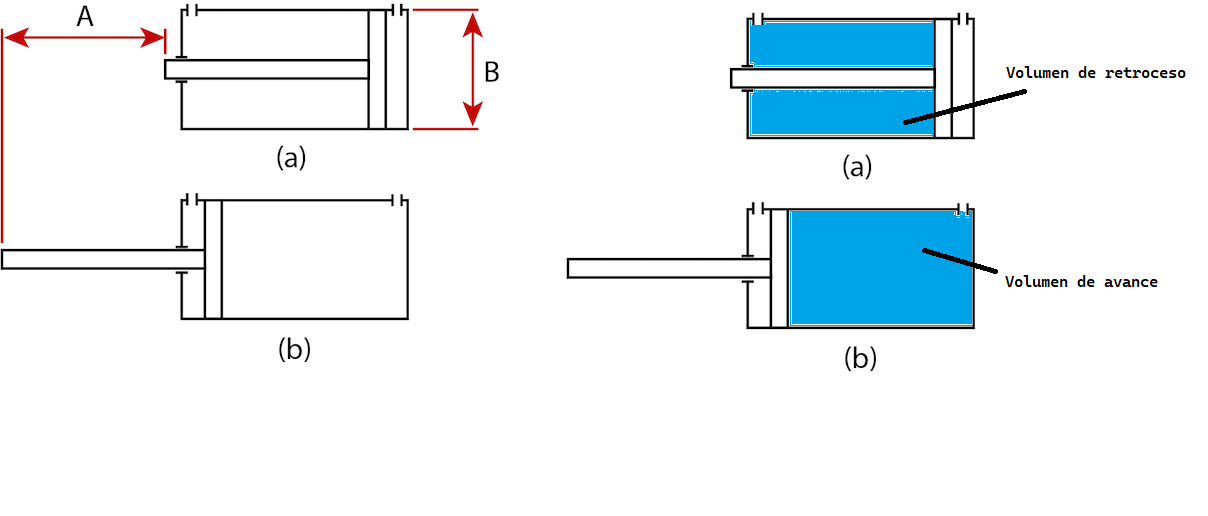 A
B
(a)
(b)
Volumen de retroceso
(a)
Volumen de avance
(b)